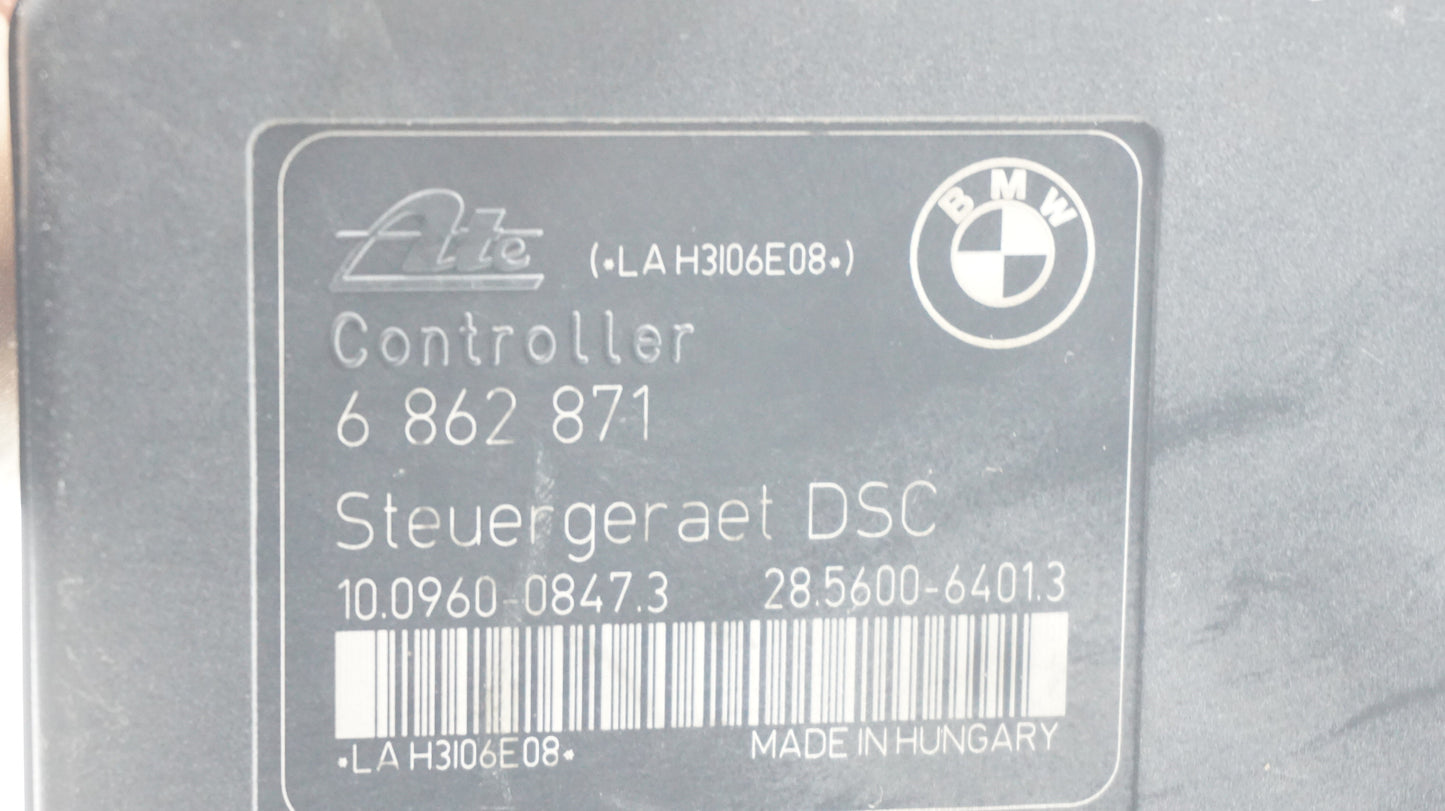 Ate
(*LA H3106E08*)
BMW
Controller
6 862 871
Steuergeraet DSC
10.0960-0847.3 28.5600-6401.3
*LA H3106E08*
MADE IN HUNGARY